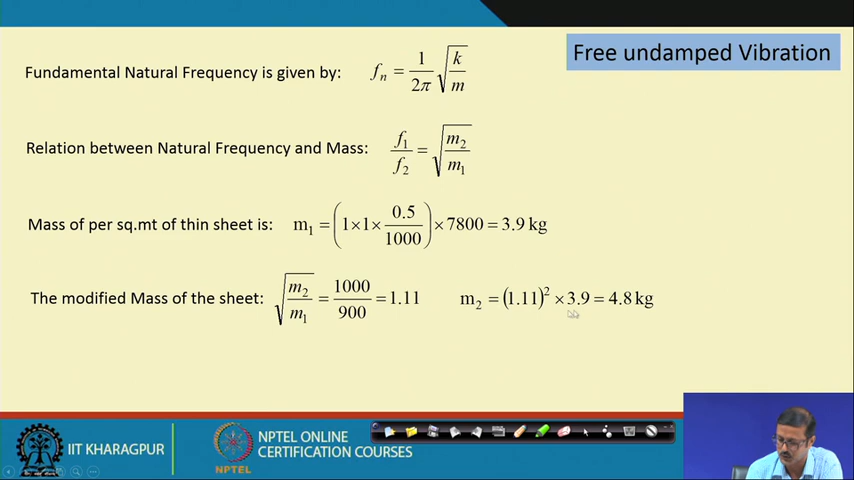 Free undamped Vibration
Fundamental Natural Frequency is given by: fₙ = 1/2π √(k/m)
Relation between Natural Frequency and Mass: f₁/f₂ = √(m₂/m₁)
Mass of per sq.mt of thin sheet is: m₁ = (1×1×0.5/1000)×7800 = 3.9 kg
The modified Mass of the sheet: √(m₂/m₁) = 1000/900 = 1.11 m₂ = (1.11)²×3.9 = 4.8 kg
IIT KHARAGPUR
NPTEL
NPTEL ONLINE
CERTIFICATION COURSES